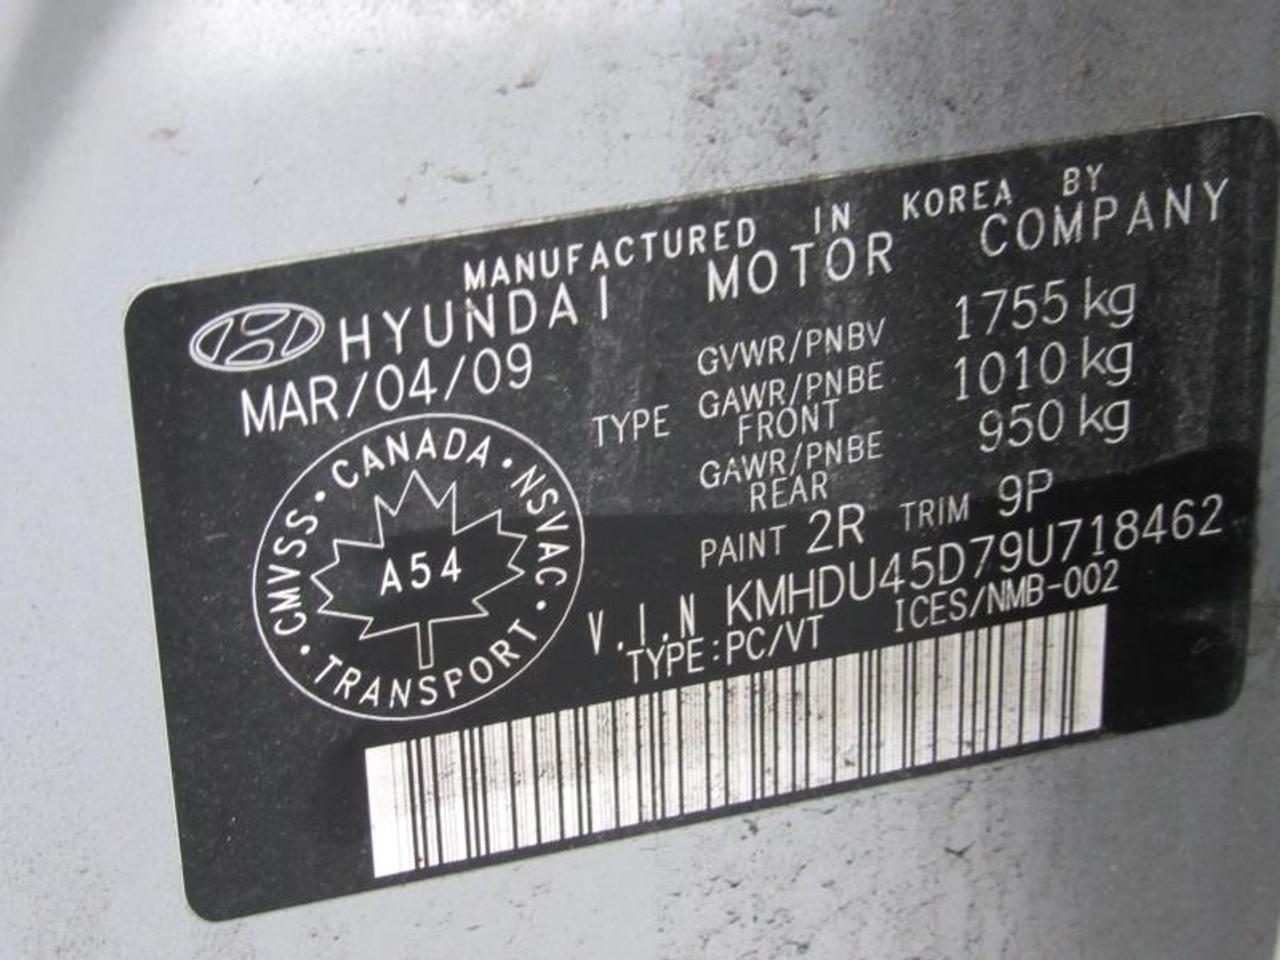 MANUFACTURED IN KOREA BY
HYUNDAI MOTOR COMPANY
MAR/04/09
GVWR/PNBV 1755 kg
TYPE GAWR/PNBE FRONT 1010 kg
GAWR/PNBE REAR 950 kg
PAINT 2R TRIM 9P
V.I.N KMHDU45D79U718462
TYPE:PC/VT ICES/NMB-002
CMVSS • CANADA • NSVAC • TRANSPORT •
A54